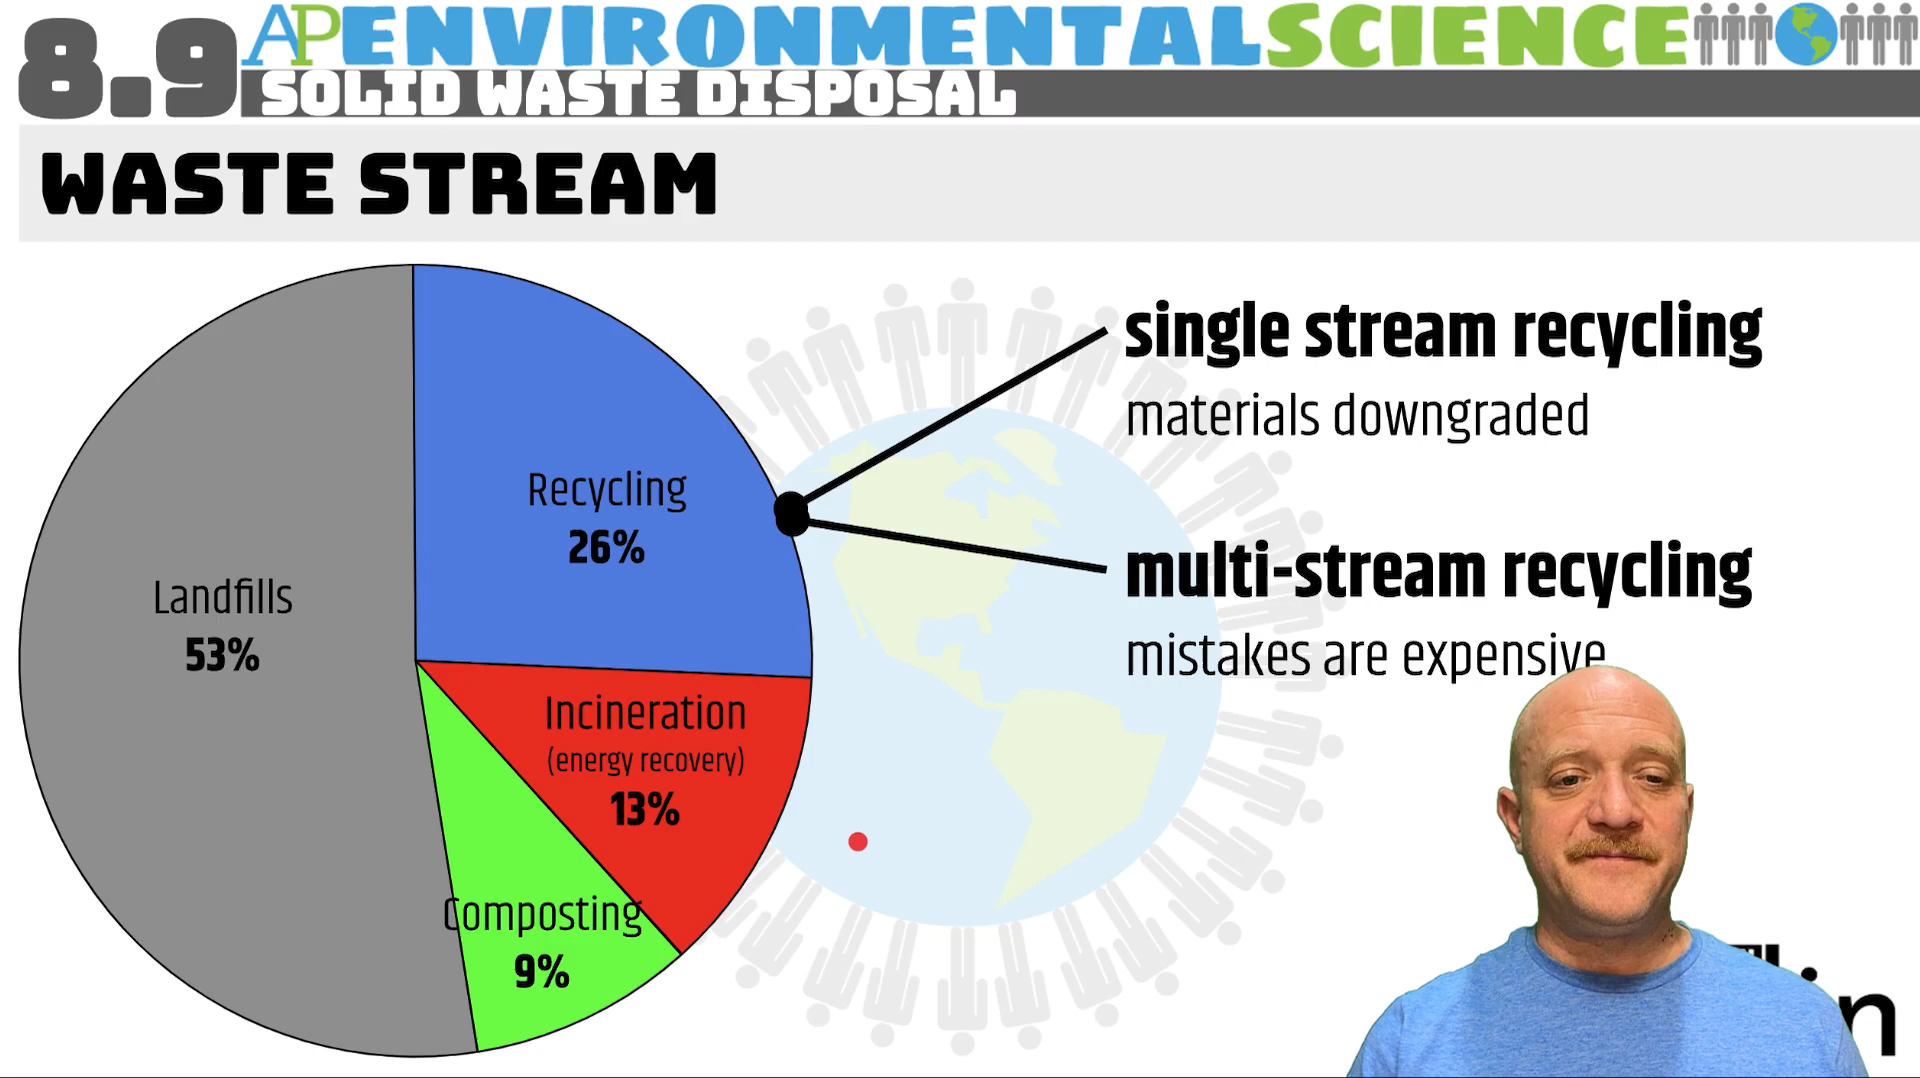 8.9
APENVIRONMENTALSCIENCE
SOLID WASTE DISPOSAL
WASTE STREAM
single stream recycling
materials downgraded
Recycling
26%
multi-stream recycling
mistakes are expensive
Landfills
53%
Incineration
(energy recovery)
13%
Composting
9%